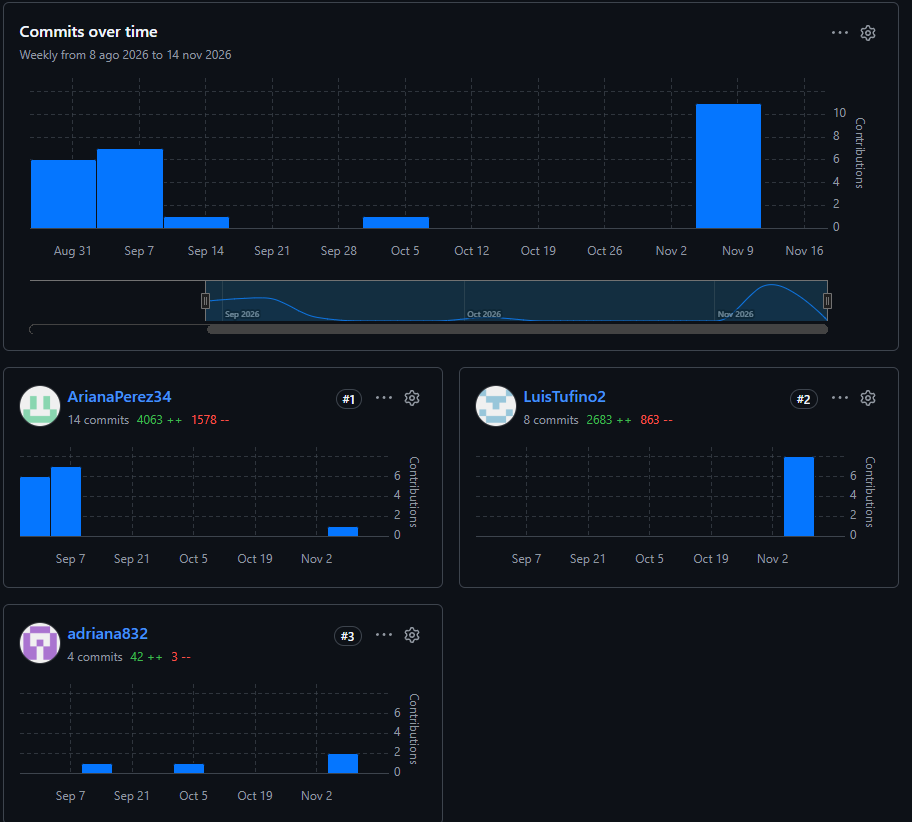 Commits over time
Weekly from 8 ago 2026 to 14 nov 2026
10
8
6
4
2
0
Contributions
Aug 31 Sep 7 Sep 14 Sep 21 Sep 28 Oct 5 Oct 12 Oct 19 Oct 26 Nov 2 Nov 9 Nov 16
Sep 2026 Oct 2026 Nov 2026
ArianaPerez34 #1
14 commits 4063 ++ 1578 --
6
4
2
0
Contributions
Sep 7 Sep 21 Oct 5 Oct 19 Nov 2
LuisTufino2 #2
8 commits 2683 ++ 863 --
6
4
2
0
Contributions
Sep 7 Sep 21 Oct 5 Oct 19 Nov 2
adriana832 #3
4 commits 42 ++ 3 --
6
4
2
0
Contributions
Sep 7 Sep 21 Oct 5 Oct 19 Nov 2